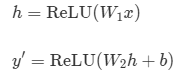 h = ReLU(W₁x)
y′ = ReLU(W₂h + b)